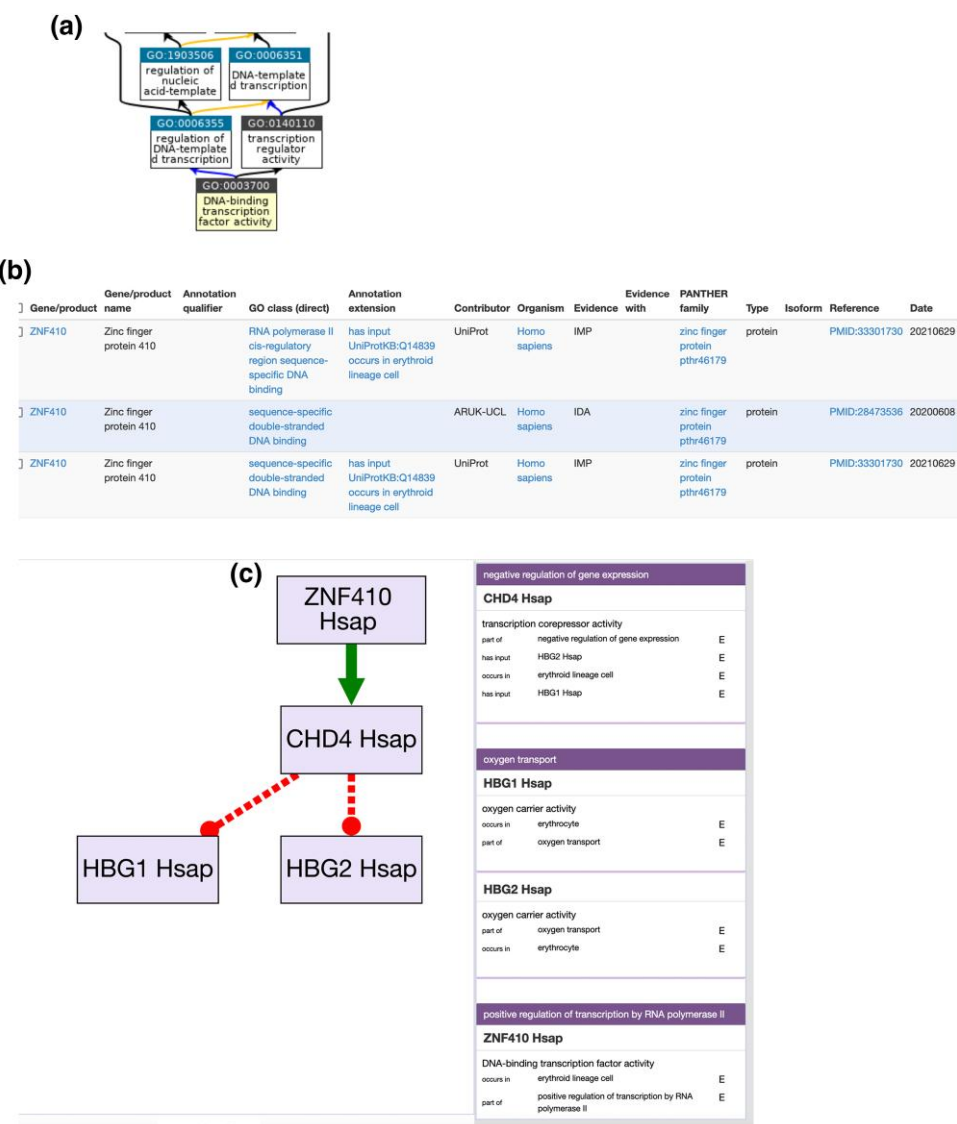 (a)
GO:1903506
regulation of
nucleic
acid-template
GO:0006351
DNA-template
d transcription
GO:0006355
regulation of
DNA-template
d transcription
GO:0140110
transcription
regulator
activity
GO:0003700
DNA-binding
transcription
factor activity
(b)
Gene/product
Gene/product
name
Annotation
qualifier
GO class (direct)
Annotation
extension
Contributor
Organism
Evidence
Evidence
with
PANTHER
family
Type
Isoform
Reference
Date
ZNF410
Zinc finger
protein 410
RNA polymerase II
cis-regulatory
region sequence-
specific DNA
binding
has input
UniProtKB:Q14839
occurs in erythroid
lineage cell
UniProt
Homo
sapiens
IMP
zinc finger
protein
pthr46179
protein
PMID:33301730
20210629
ZNF410
Zinc finger
protein 410
sequence-specific
double-stranded
DNA binding
ARUK-UCL
Homo
sapiens
IDA
zinc finger
protein
pthr46179
protein
PMID:28473536
20200608
ZNF410
Zinc finger
protein 410
sequence-specific
double-stranded
DNA binding
has input
UniProtKB:Q14839
occurs in erythroid
lineage cell
UniProt
Homo
sapiens
IMP
zinc finger
protein
pthr46179
protein
PMID:33301730
20210629
(c)
ZNF410
Hsap
CHD4 Hsap
HBG1 Hsap
HBG2 Hsap
negative regulation of gene expression
CHD4 Hsap
transcription corepressor activity
part of negative regulation of gene expression E
has input HBG2 Hsap E
occurs in erythroid lineage cell E
has input HBG1 Hsap E
oxygen transport
HBG1 Hsap
oxygen carrier activity
occurs in erythrocyte E
part of oxygen transport E
HBG2 Hsap
oxygen carrier activity
part of oxygen transport E
occurs in erythrocyte E
positive regulation of transcription by RNA polymerase II
ZNF410 Hsap
DNA-binding transcription factor activity
occurs in erythroid lineage cell E
part of positive regulation of transcription by RNA E
polymerase II